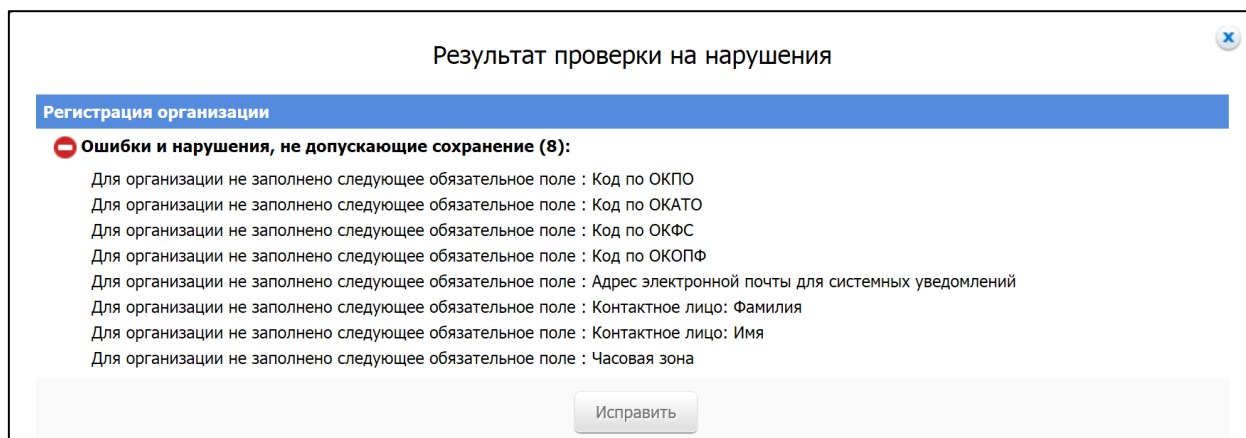 Результат проверки на нарушения
Регистрация организации
Ошибки и нарушения, не допускающие сохранение (8):
Для организации не заполнено следующее обязательное поле : Код по ОКПО
Для организации не заполнено следующее обязательное поле : Код по ОКАТО
Для организации не заполнено следующее обязательное поле : Код по ОКФС
Для организации не заполнено следующее обязательное поле : Код по ОКОПФ
Для организации не заполнено следующее обязательное поле : Адрес электронной почты для системных уведомлений
Для организации не заполнено следующее обязательное поле : Контактное лицо: Фамилия
Для организации не заполнено следующее обязательное поле : Контактное лицо: Имя
Для организации не заполнено следующее обязательное поле : Часовая зона
Исправить